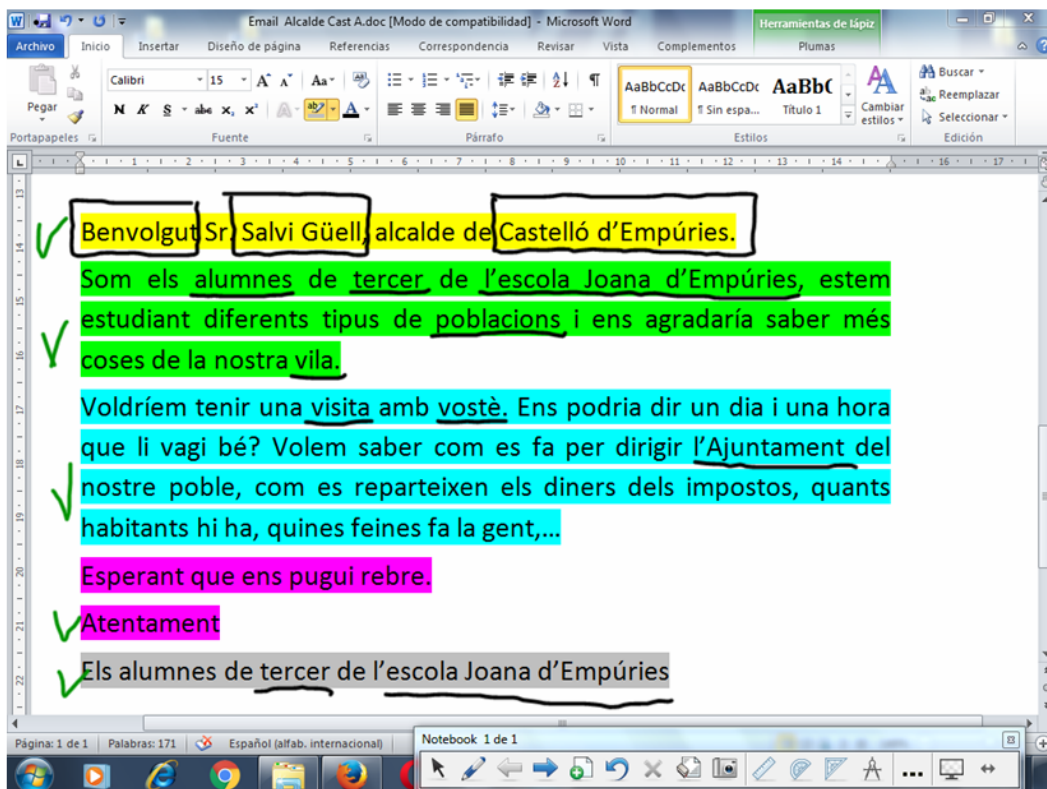 Email Alcalde Cast A.doc [Modo de compatibilidad] - Microsoft Word
Herramientas de lápiz
Archivo Inicio Insertar Diseño de página Referencias Correspondencia Revisar Vista Complementos Plumas
Pegar
Calibri 15
AaBbCcDc AaBbCcDc AaBbC
¶ Normal ¶ Sin espa... Título 1
Cambiar estilos
Buscar
Reemplazar
Seleccionar
Portapapeles Fuente Párrafo Estilos Edición
Benvolgut Sr. Salvi Güell, alcalde de Castelló d'Empúries.
Som els alumnes de tercer de l'escola Joana d'Empúries, estem
estudiant diferents tipus de poblacions i ens agradaría saber més
coses de la nostra vila.
Voldríem tenir una visita amb vostè. Ens podria dir un dia i una hora
que li vagi bé? Volem saber com es fa per dirigir l'Ajuntament del
nostre poble, com es reparteixen els diners dels impostos, quants
habitants hi ha, quines feines fa la gent,...
Esperant que ens pugui rebre.
Atentament
Els alumnes de tercer de l'escola Joana d'Empúries
Página: 1 de 1 Palabras: 171 Español (alfab. internacional)
Notebook 1 de 1